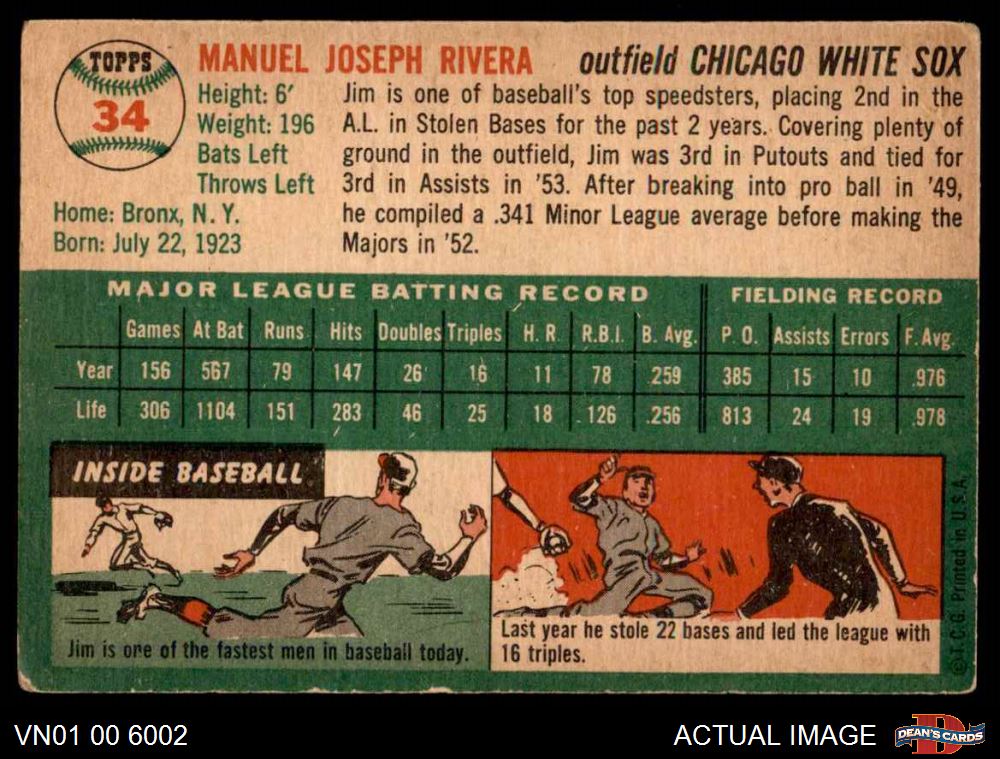 TOPPS
34
MANUEL JOSEPH RIVERA outfield CHICAGO WHITE SOX
Height: 6'
Weight: 196
Bats Left
Throws Left
Home: Bronx, N. Y.
Born: July 22, 1923
Jim is one of baseball's top speedsters, placing 2nd in the
A.L. in Stolen Bases for the past 2 years. Covering plenty of
ground in the outfield, Jim was 3rd in Putouts and tied for
3rd in Assists in '53. After breaking into pro ball in '49,
he compiled a .341 Minor League average before making the
Majors in '52.
MAJOR LEAGUE BATTING RECORD FIELDING RECORD
Games At Bat Runs Hits Doubles Triples H. R. R.B.I. B. Avg. P. O. Assists Errors F. Avg.
Year 156 567 79 147 26 16 11 78 .259 385 15 10 .976
Life 306 1104 151 283 46 25 18 126 .256 813 24 19 .978
INSIDE BASEBALL
Jim is one of the fastest men in baseball today.
Last year he stole 22 bases and led the league with
16 triples.
© T.C.G. Printed in U.S.A.
VN01 00 6002 ACTUAL IMAGE
DEAN'S CARDS